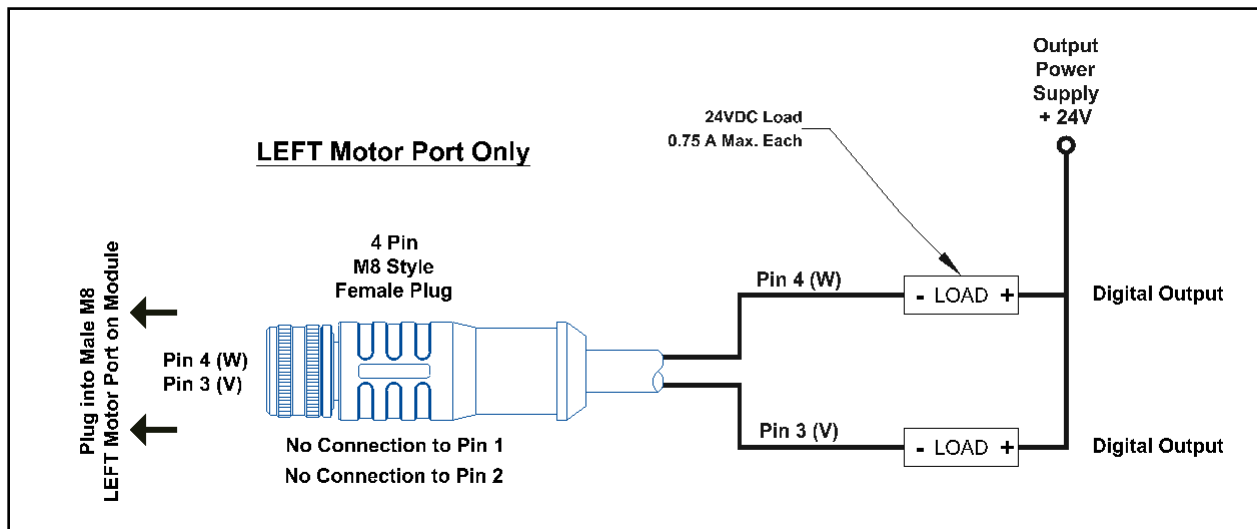 Output
Power
Supply
+ 24V
24VDC Load
0.75 A Max. Each
LEFT Motor Port Only
4 Pin
M8 Style
Female Plug
Plug into Male M8
LEFT Motor Port on Module
Pin 4 (W)
Pin 3 (V)
Pin 4 (W)
- LOAD +
Digital Output
Pin 3 (V)
- LOAD +
Digital Output
No Connection to Pin 1
No Connection to Pin 2